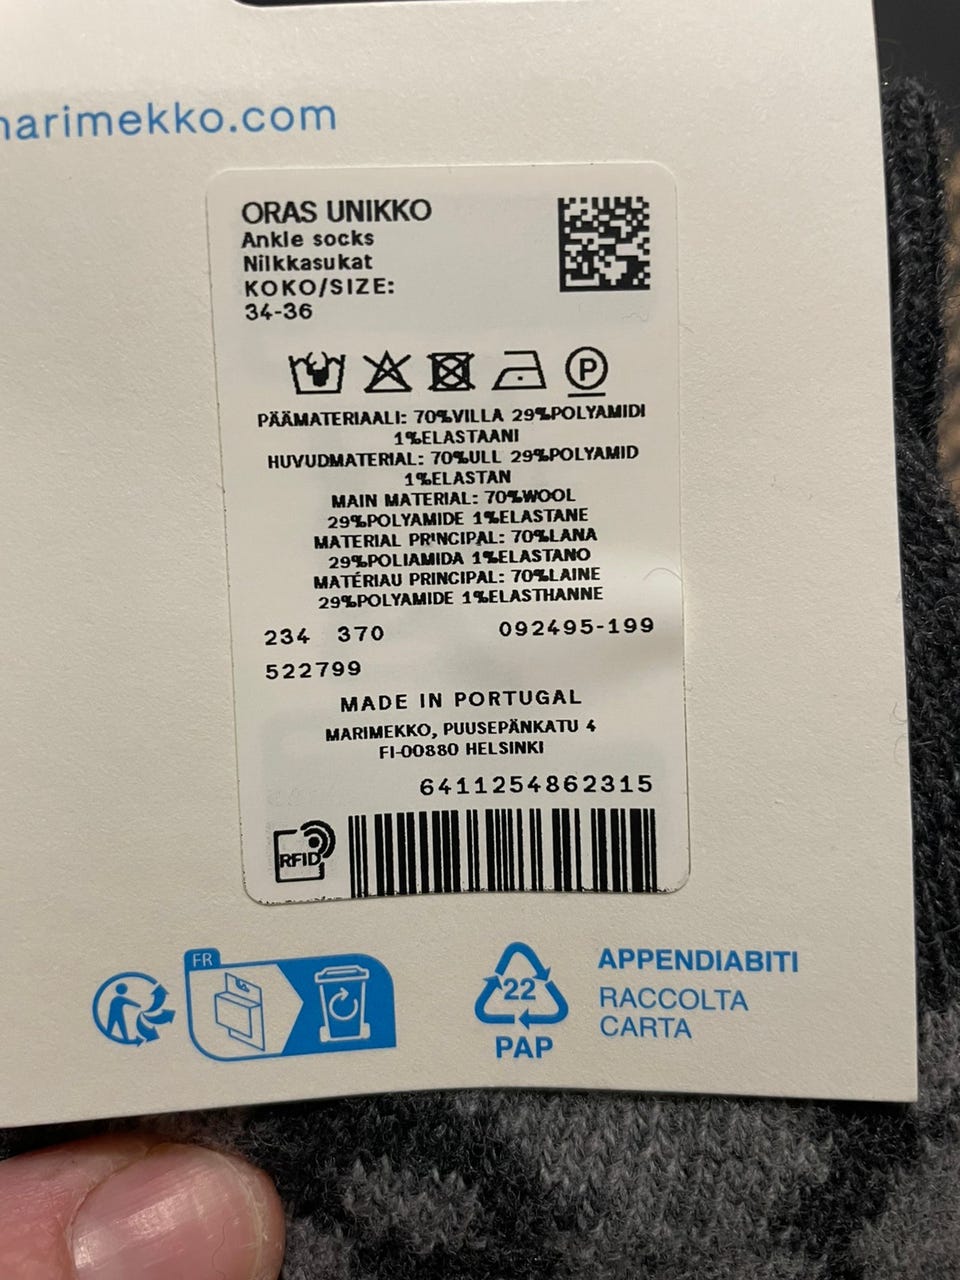 marimekko.com
ORAS UNIKKO
Ankle socks
Nilkkasukat
KOKO/SIZE:
34-36
P
PÄÄMATERIAALI: 70%VILLA 29%POLYAMIDI
1%ELASTAANI
HUVUDMATERIAL: 70%ULL 29%POLYAMID
1%ELASTAN
MAIN MATERIAL: 70%WOOL
29%POLYAMIDE 1%ELASTANE
MATERIAL PRINCIPAL: 70%LANA
29%POLIAMIDA 1%ELASTANO
MATÉRIAU PRINCIPAL: 70%LAINE
29%POLYAMIDE 1%ELASTHANNE
234 370 092495-199
522799
MADE IN PORTUGAL
MARIMEKKO, PUUSEPÄNKATU 4
FI-00880 HELSINKI
6411254862315
RFID
FR
22
PAP
APPENDIABITI
RACCOLTA
CARTA